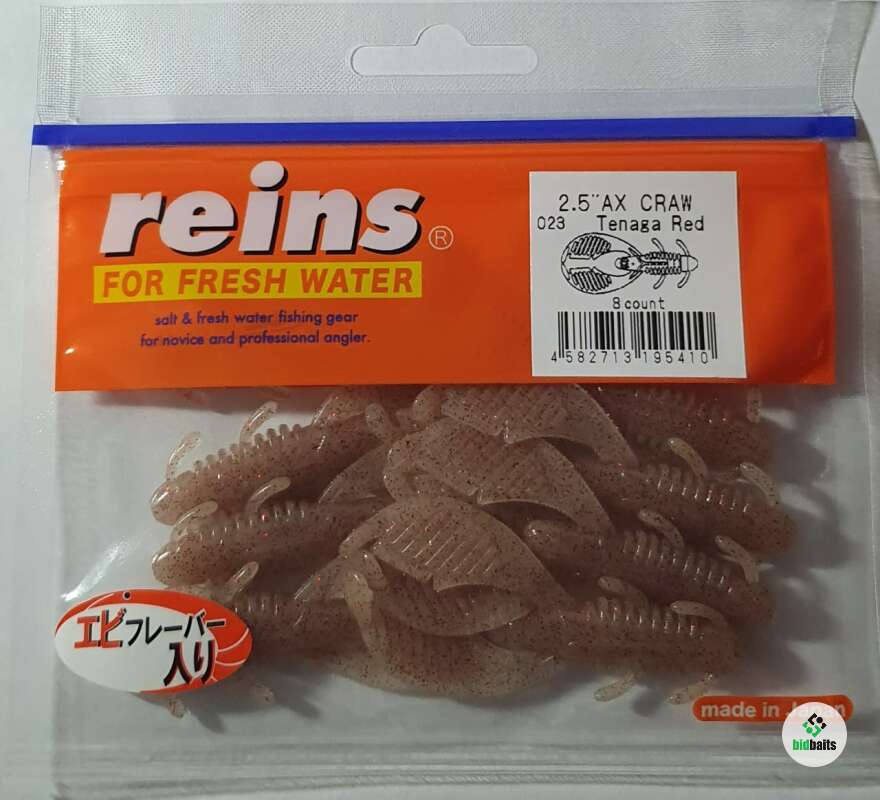 reins®
FOR FRESH WATER
salt & fresh water fishing gear
for novice and professional angler.
2.5"AX CRAW
023 Tenaga Red
8 count
4 582713 195410
エビフレーバー
入り
made in Japan
bidbaits